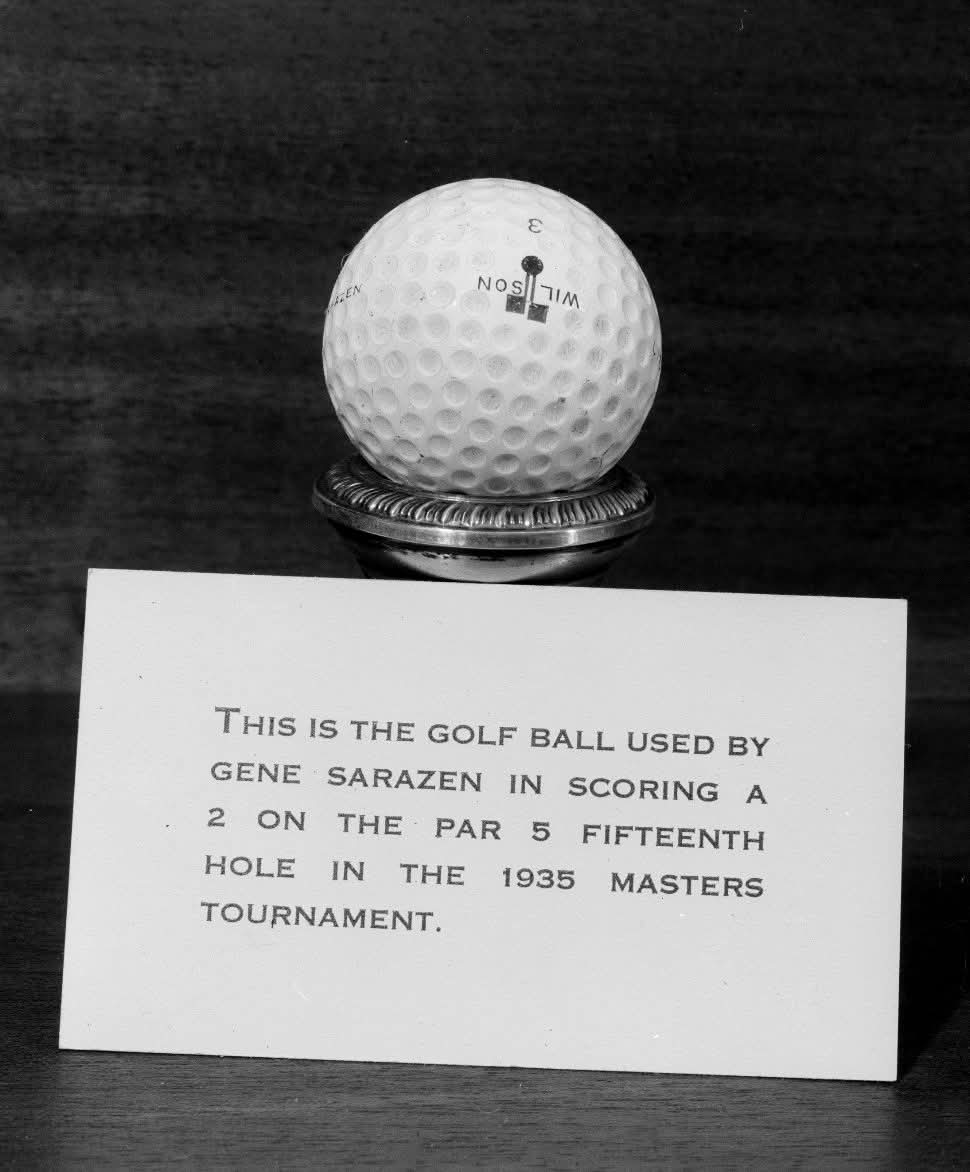 3
WILSON
THIS IS THE GOLF BALL USED BY
GENE SARAZEN IN SCORING A
2 ON THE PAR 5 FIFTEENTH
HOLE IN THE 1935 MASTERS
TOURNAMENT.